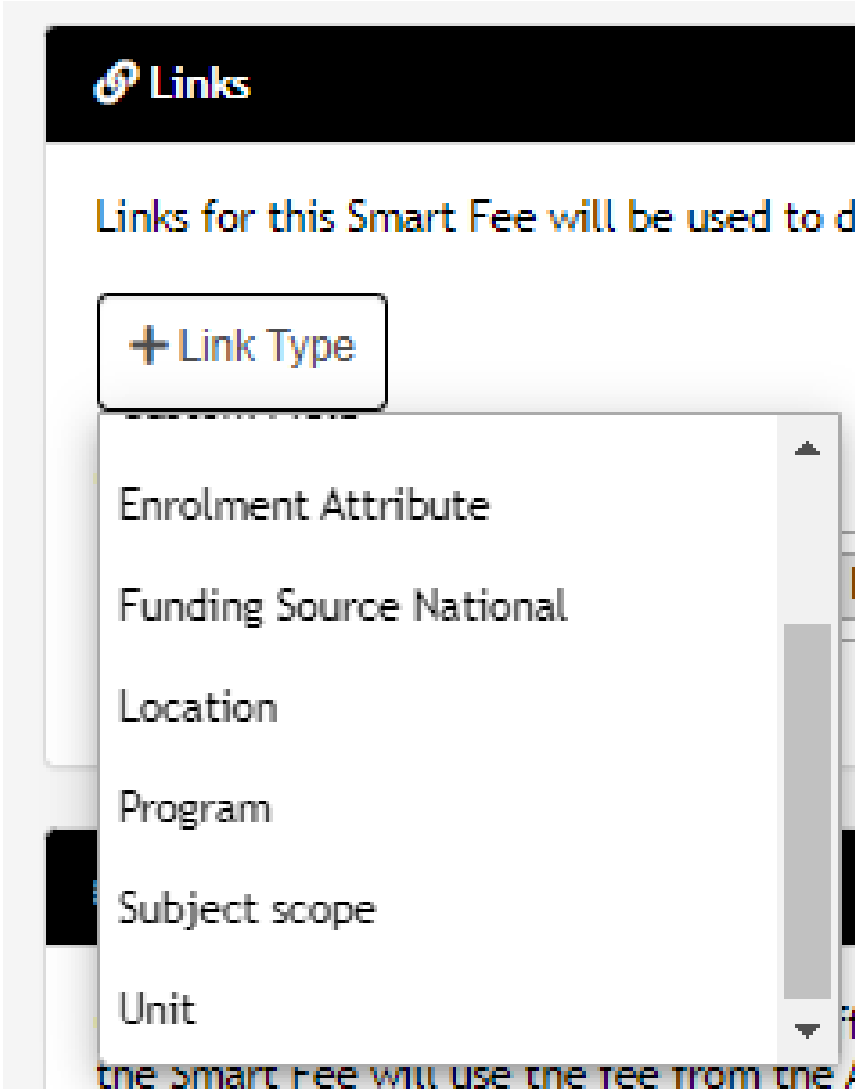 Links
Links for this Smart Fee will be used to d
+ Link Type
Enrolment Attribute
Funding Source National
Location
Program
Subject scope
Unit
the Smart Fee will use the fee from the A